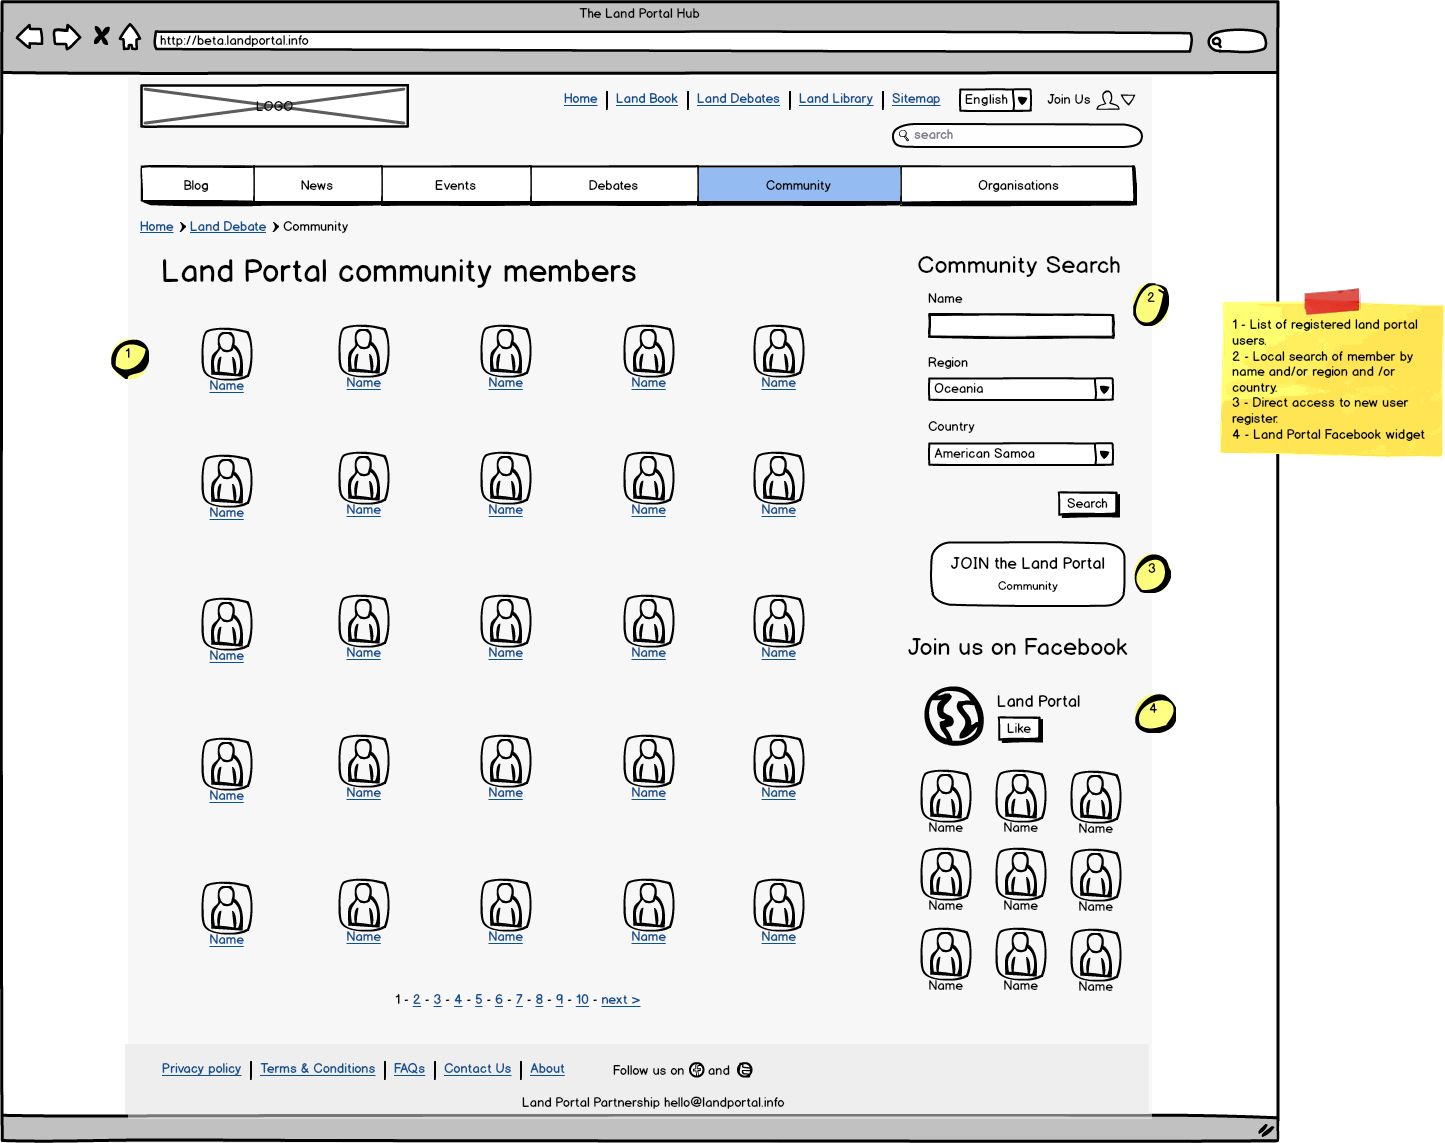 The Land Portal Hub
http://beta.landportal.info
LOGO
Home Land Book Land Debates Land Library Sitemap English Join Us
search
Blog News Events Debates Community Organisations
Home Land Debate Community
Land Portal community members
Name Name Name Name Name
Name Name Name Name Name
Name Name Name Name Name
Name Name Name Name Name
Name Name Name Name Name
1 - 2 - 3 - 4 - 5 - 6 - 7 - 8 - 9 - 10 - next >
1
Community Search
2
Name
Region
Oceania
Country
American Samoa
Search
JOIN the Land Portal
Community
3
Join us on Facebook
Land Portal
Like
4
Name Name Name
Name Name Name
Name Name Name
1 - List of registered land portal
users.
2 - Local search of member by
name and/or region and /or
country.
3 - Direct access to new user
register.
4 - Land Portal Facebook widget
Privacy policy Terms & Conditions FAQs Contact Us About Follow us on and
Land Portal Partnership hello@landportal.info